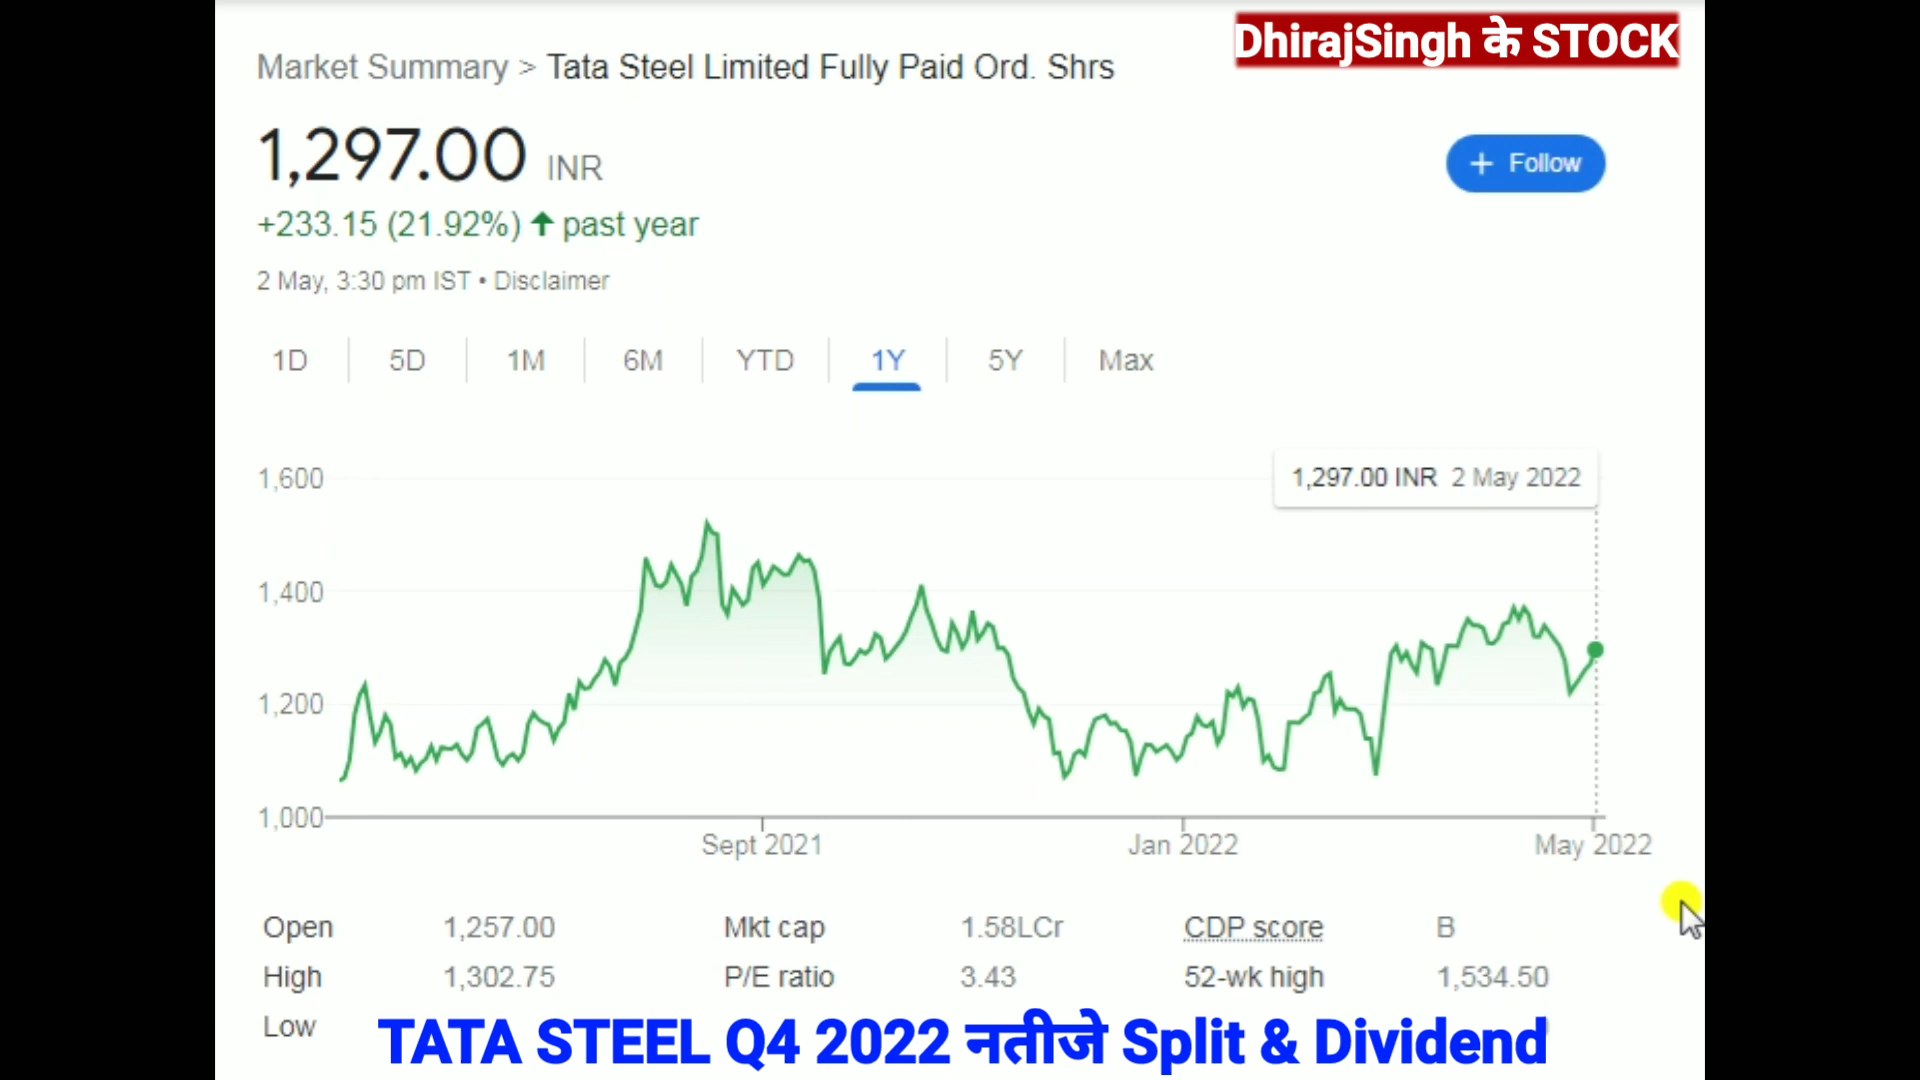 DhirajSingh के STOCK
Market Summary > Tata Steel Limited Fully Paid Ord. Shrs
1,297.00 INR
+ Follow
+233.15 (21.92%) ↑ past year
2 May, 3:30 pm IST • Disclaimer
1D 5D 1M 6M YTD 1Y 5Y Max
1,297.00 INR 2 May 2022
1,600
1,400
1,200
1,000
Sept 2021 Jan 2022 May 2022
Open 1,257.00 Mkt cap 1.58LCr CDP score B
High 1,302.75 P/E ratio 3.43 52-wk high 1,534.50
Low
TATA STEEL Q4 2022 नतीजे Split & Dividend